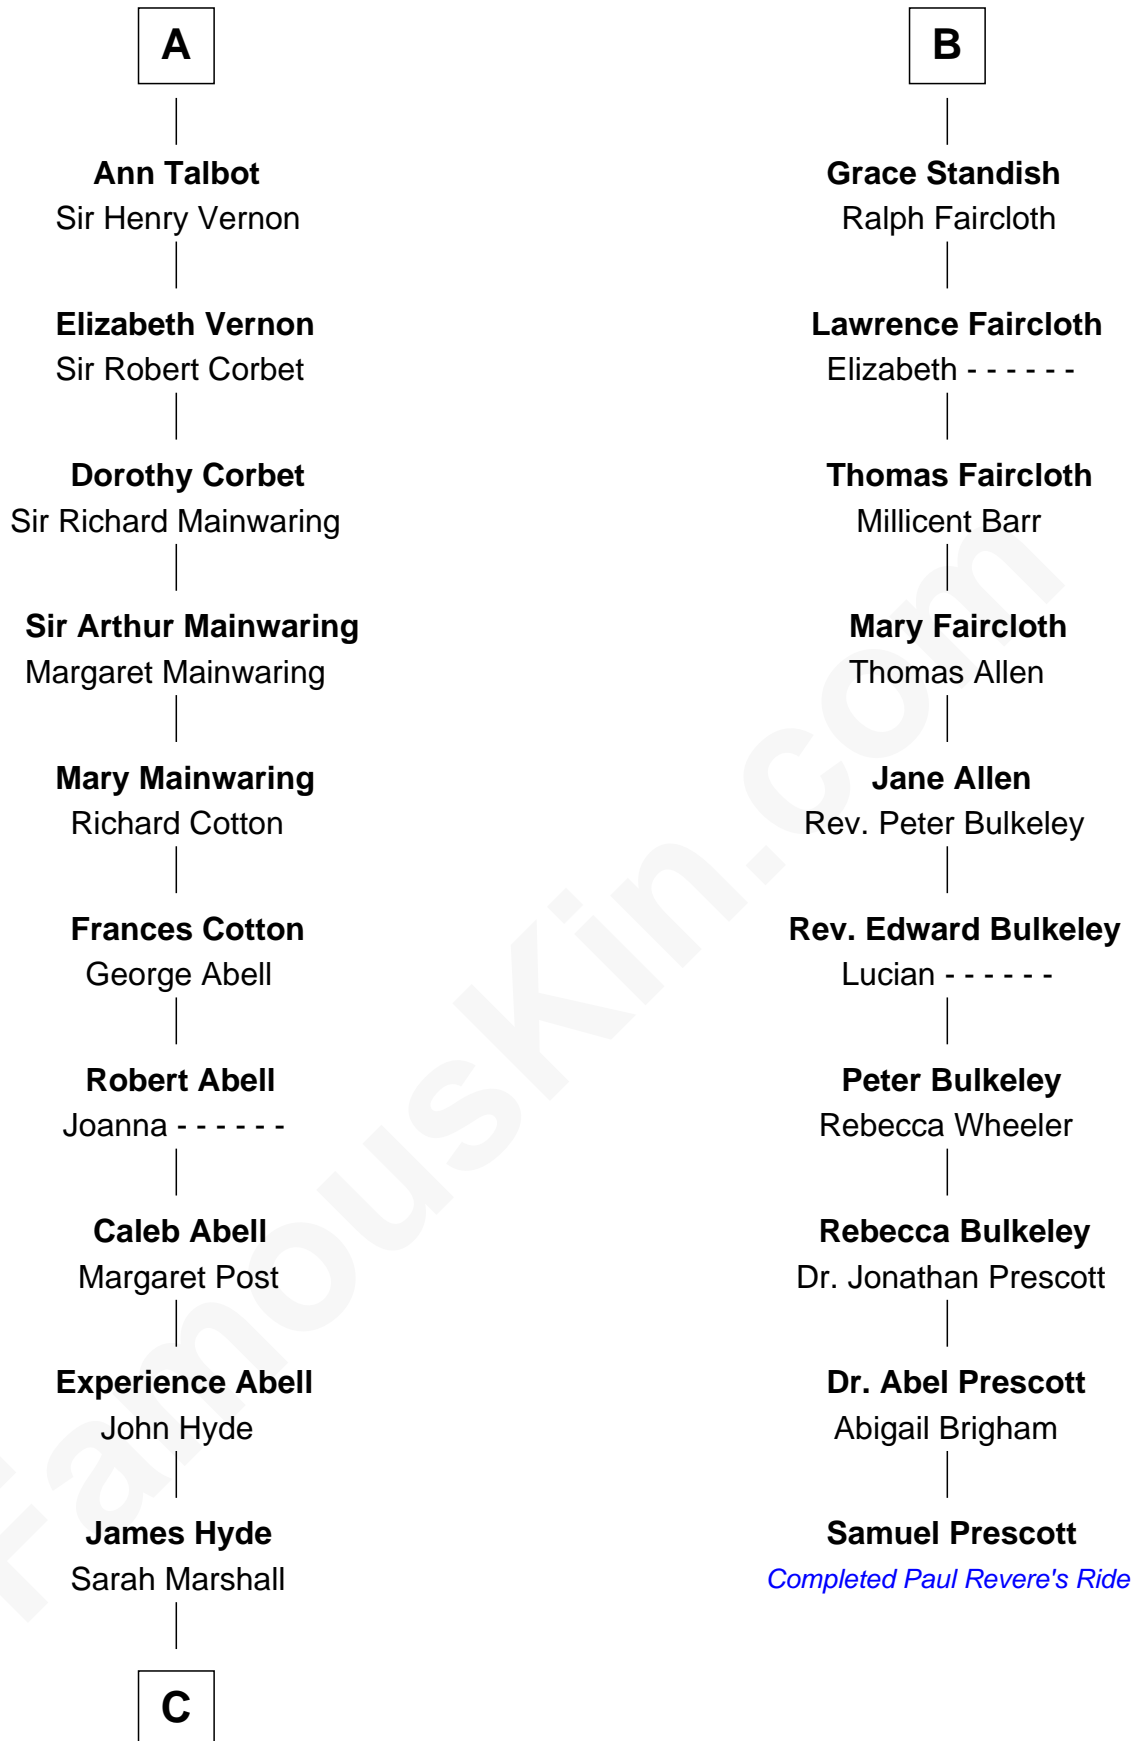 A
Ann Talbot
Sir Henry Vernon
Elizabeth Vernon
Sir Robert Corbet
Dorothy Corbet
Sir Richard Mainwaring
Sir Arthur Mainwaring
Margaret Mainwaring
Mary Mainwaring
Richard Cotton
Frances Cotton
George Abell
Robert Abell
Joanna - - - - - -
Caleb Abell
Margaret Post
Experience Abell
John Hyde
James Hyde
Sarah Marshall
C
B
Grace Standish
Ralph Faircloth
Lawrence Faircloth
Elizabeth - - - - - -
Thomas Faircloth
Millicent Barr
Mary Faircloth
Thomas Allen
Jane Allen
Rev. Peter Bulkeley
Rev. Edward Bulkeley
Lucian - - - - - -
Peter Bulkeley
Rebecca Wheeler
Rebecca Bulkeley
Dr. Jonathan Prescott
Dr. Abel Prescott
Abigail Brigham
Samuel Prescott
Completed Paul Revere's Ride
FamousKin.com